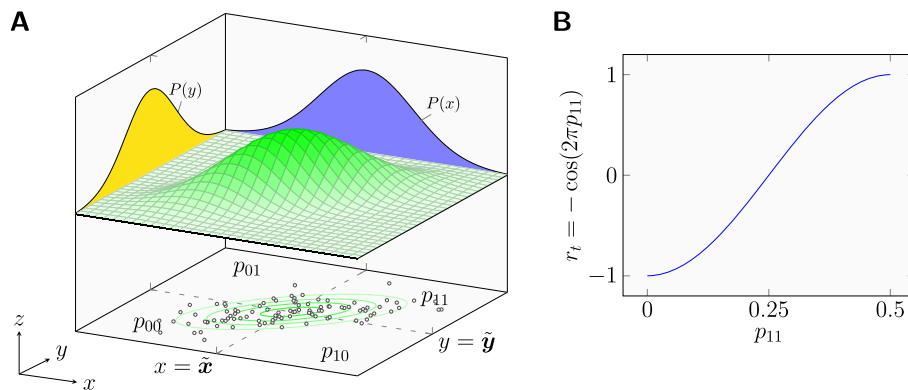 A
P(y)
P(x)
p₀₁
p₁₁
p₀₀
p₁₀
x = x̃
y = ỹ
z
y
x
B
r_t = − cos(2πp₁₁)
1
0
−1
0
0.25
0.5
p₁₁